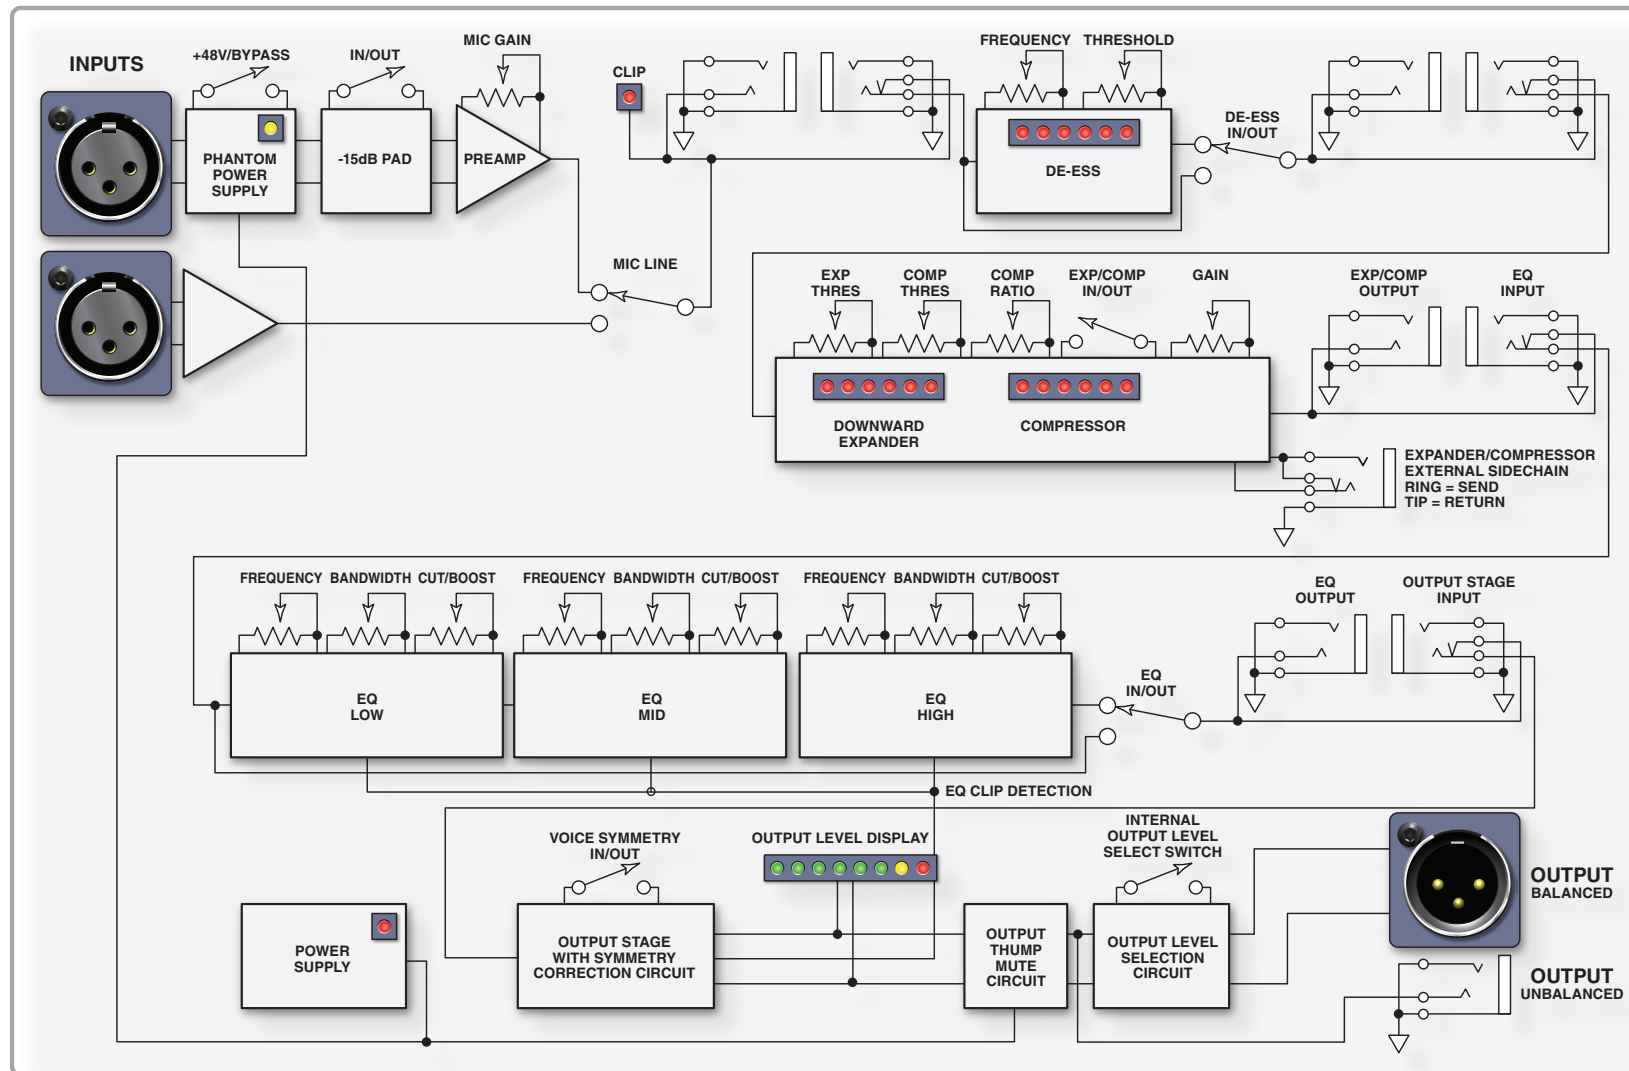 INPUTS
+48V/BYPASS
IN/OUT
MIC GAIN
CLIP
PHANTOM
POWER
SUPPLY
-15dB PAD
PREAMP
FREQUENCY
THRESHOLD
DE-ESS
DE-ESS
IN/OUT
MIC LINE
EXP
THRES
COMP
THRES
COMP
RATIO
EXP/COMP
IN/OUT
GAIN
EXP/COMP
OUTPUT
EQ
INPUT
DOWNWARD
EXPANDER
COMPRESSOR
EXPANDER/COMPRESSOR
EXTERNAL SIDECHAIN
RING = SEND
TIP = RETURN
FREQUENCY
BANDWIDTH
CUT/BOOST
FREQUENCY
BANDWIDTH
CUT/BOOST
FREQUENCY
BANDWIDTH
CUT/BOOST
EQ
OUTPUT
OUTPUT STAGE
INPUT
EQ
LOW
EQ
MID
EQ
HIGH
EQ
IN/OUT
EQ CLIP DETECTION
VOICE SYMMETRY
IN/OUT
OUTPUT LEVEL DISPLAY
INTERNAL
OUTPUT LEVEL
SELECT SWITCH
POWER
SUPPLY
OUTPUT STAGE
WITH SYMMETRY
CORRECTION CIRCUIT
OUTPUT
THUMP
MUTE
CIRCUIT
OUTPUT LEVEL
SELECTION
CIRCUIT
OUTPUT
BALANCED
OUTPUT
UNBALANCED